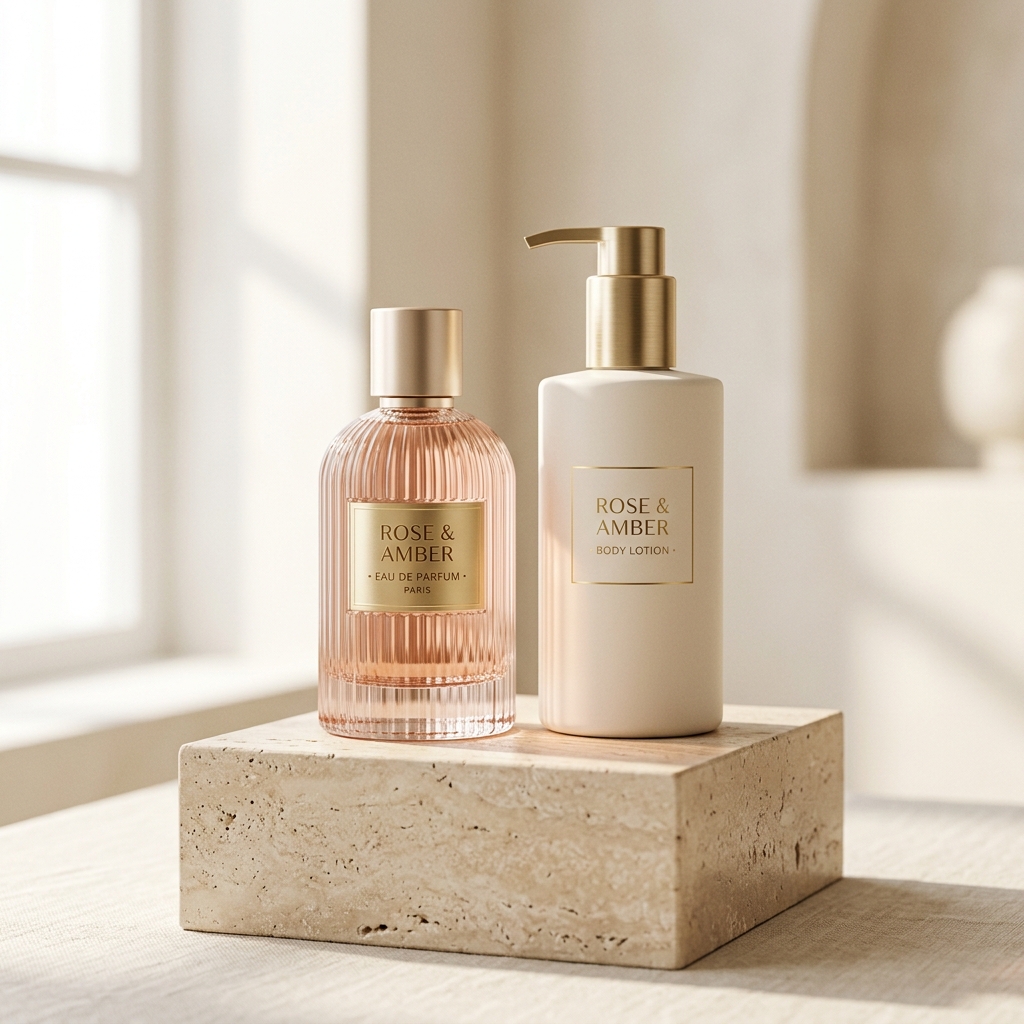 ROSE &
AMBER
• EAU DE PARFUM •
PARIS
ROSE &
AMBER
· BODY LOTION ·